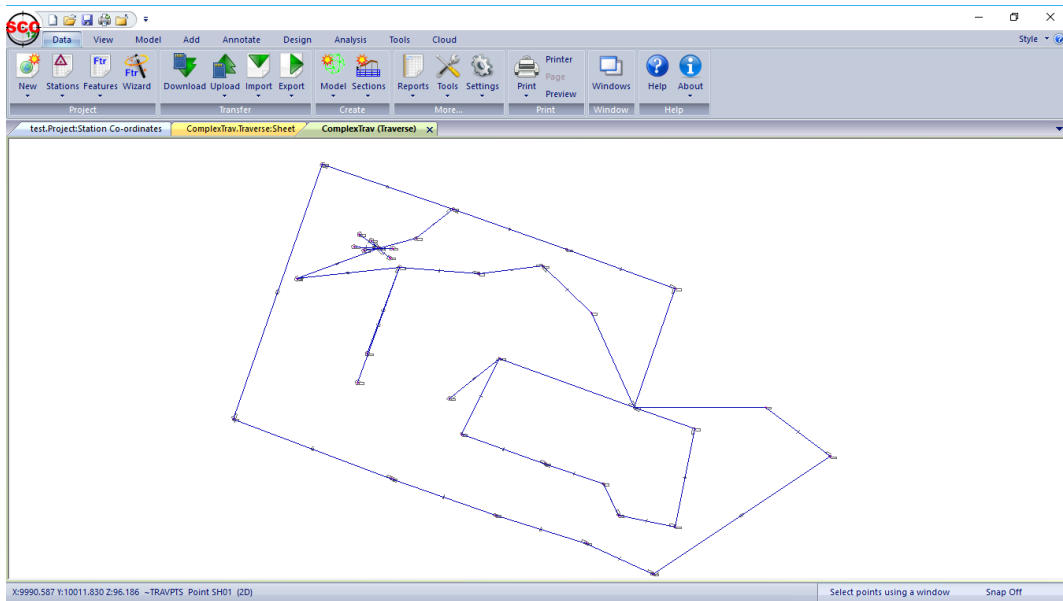 SCC
12
Data View Model Add Annotate Design Analysis Tools Cloud Style
Ftr Ftr
Printer
Page
Preview
New Stations Features Wizard Download Upload Import Export Model Sections Reports Tools Settings Print Windows Help About
Project Transfer Create More... Print Window Help
test.Project:Station Co-ordinates ComplexTrav.Traverse:Sheet ComplexTrav (Traverse) x
X:9990.587 Y:10011.830 Z:96.186 ~TRAVPTS Point SH01 (2D) Select points using a window Snap Off